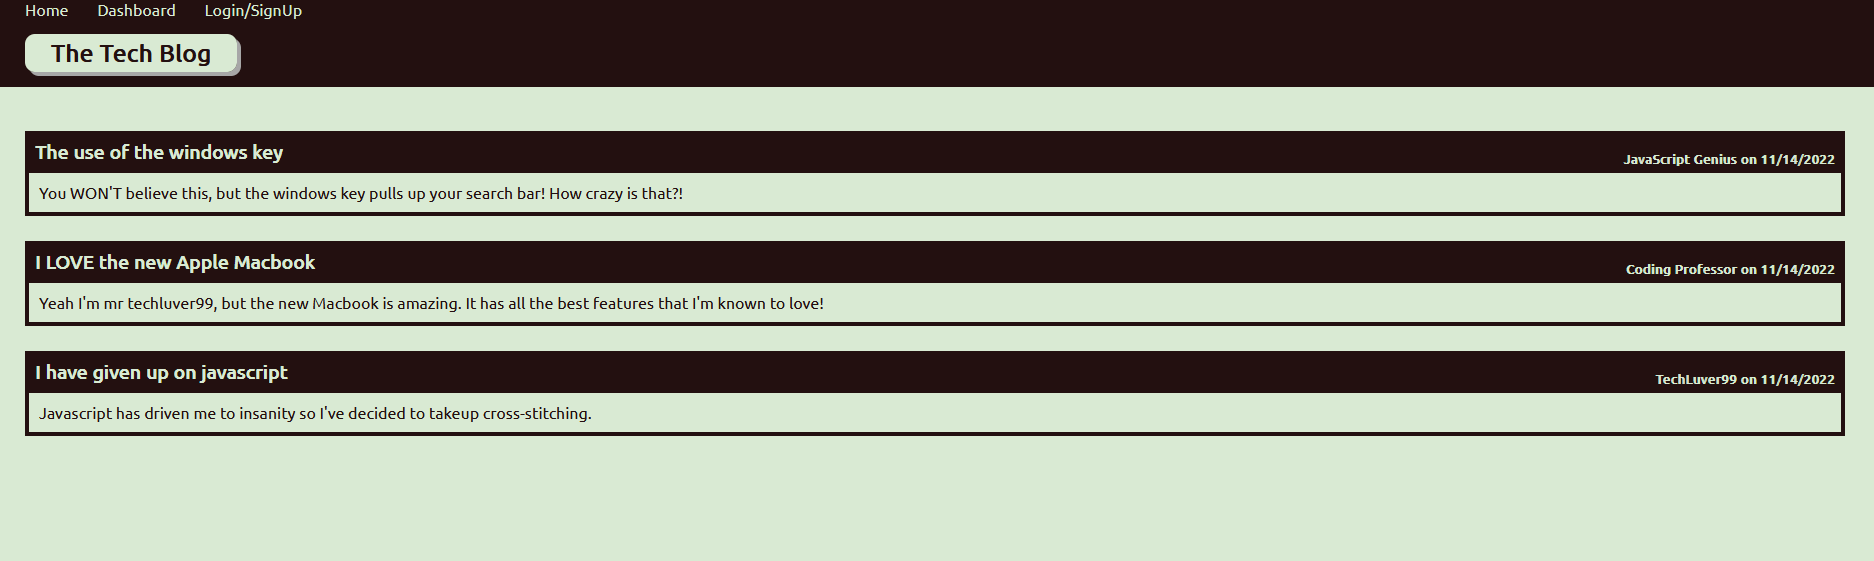 Home Dashboard Login/SignUp
The Tech Blog
The use of the windows key
JavaScript Genius on 11/14/2022
You WON'T believe this, but the windows key pulls up your search bar! How crazy is that?!
I LOVE the new Apple Macbook
Coding Professor on 11/14/2022
Yeah I'm mr techluver99, but the new Macbook is amazing. It has all the best features that I'm known to love!
I have given up on javascript
TechLuver99 on 11/14/2022
Javascript has driven me to insanity so I've decided to takeup cross-stitching.